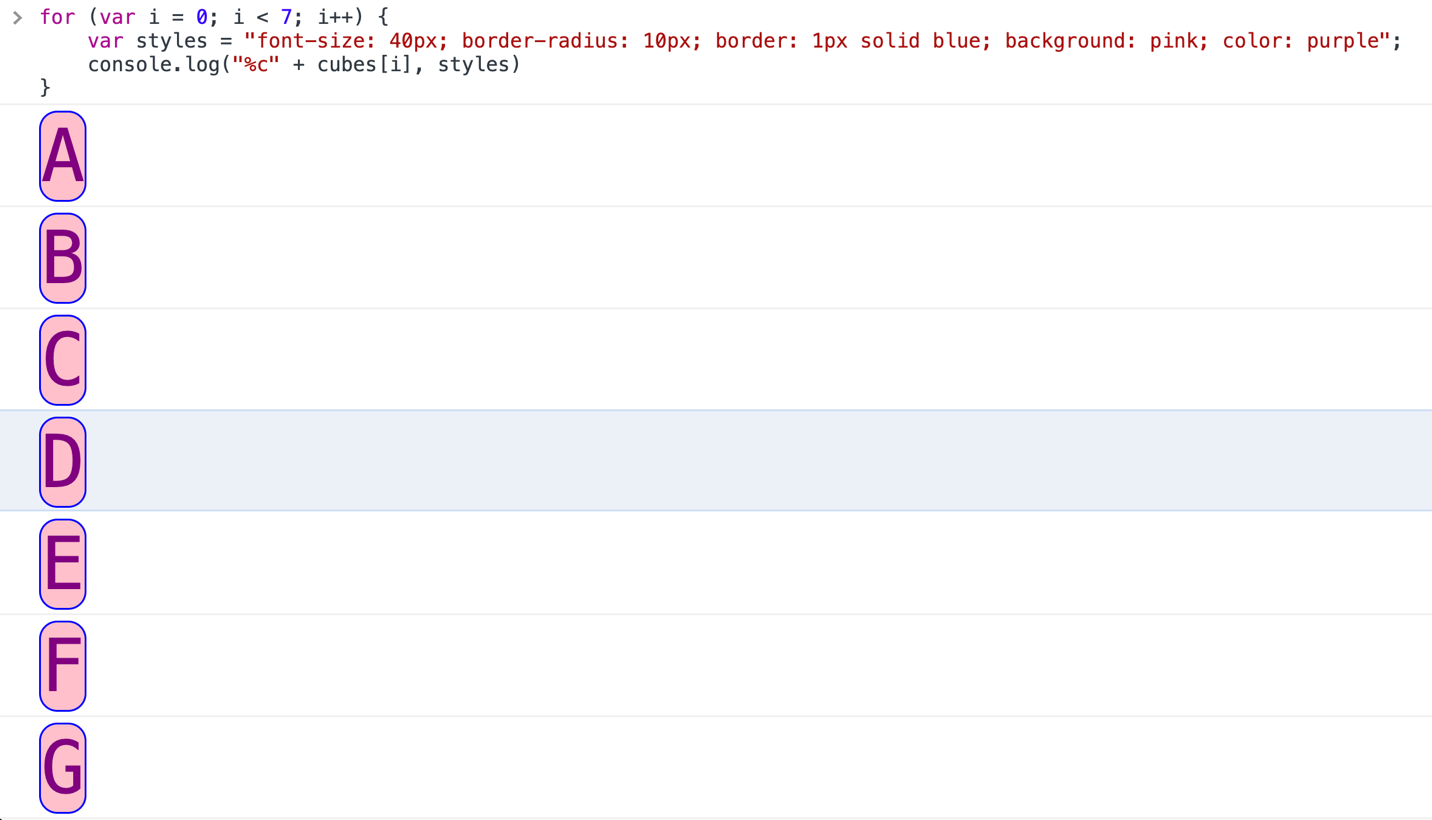 for (var i = 0; i < 7; i++) {
    var styles = "font-size: 40px; border-radius: 10px; border: 1px solid blue; background: pink; color: purple";
    console.log("%c" + cubes[i], styles)
}
A
B
C
D
E
F
G